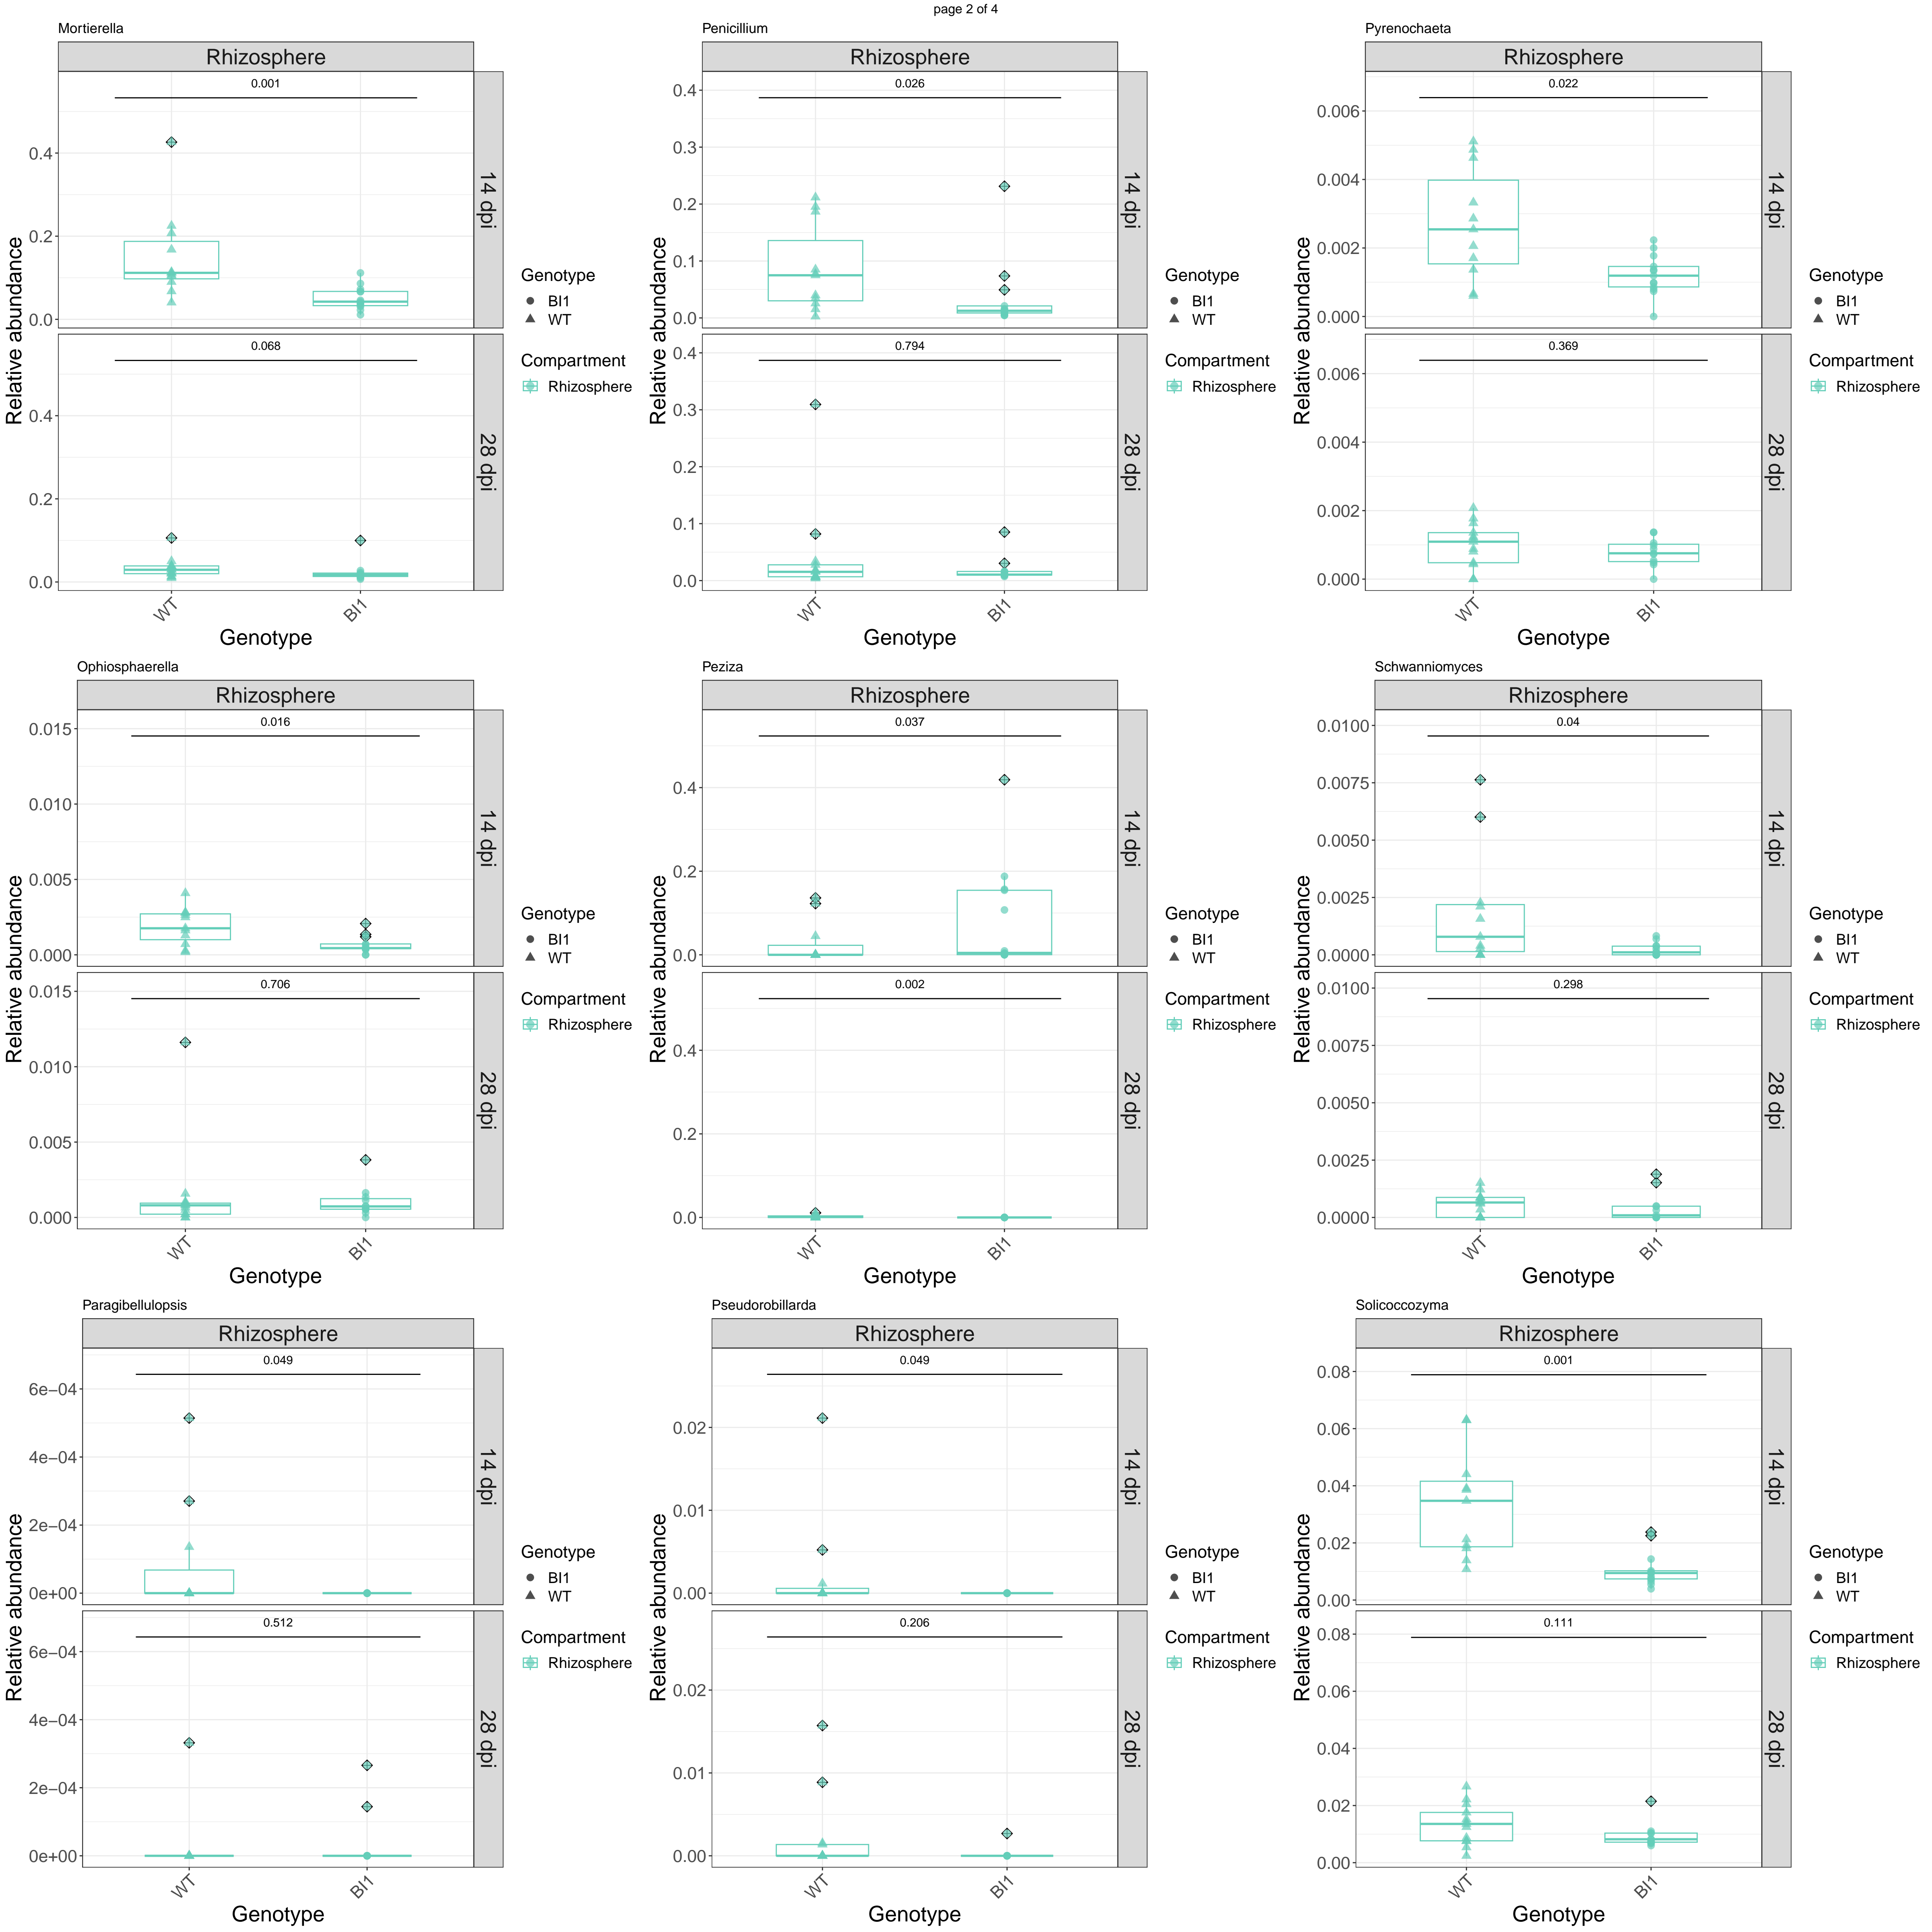 page 2 of 4
Mortierella
Rhizosphere
0.001
14 dpi
0.4
0.2
0.0
0.068
28 dpi
0.4
0.2
0.0
Relative abundance
WT
BI1
Genotype
Genotype
BI1
WT
Compartment
Rhizosphere
Penicillium
Rhizosphere
0.026
14 dpi
0.4
0.3
0.2
0.1
0.0
0.794
28 dpi
0.4
0.3
0.2
0.1
0.0
Relative abundance
WT
BI1
Genotype
Genotype
BI1
WT
Compartment
Rhizosphere
Pyrenochaeta
Rhizosphere
0.022
14 dpi
0.006
0.004
0.002
0.000
0.369
28 dpi
0.006
0.004
0.002
0.000
Relative abundance
WT
BI1
Genotype
Genotype
BI1
WT
Compartment
Rhizosphere
Ophiosphaerella
Rhizosphere
0.016
14 dpi
0.015
0.010
0.005
0.000
0.706
28 dpi
0.015
0.010
0.005
0.000
Relative abundance
WT
BI1
Genotype
Genotype
BI1
WT
Compartment
Rhizosphere
Peziza
Rhizosphere
0.037
14 dpi
0.4
0.2
0.0
0.002
28 dpi
0.4
0.2
0.0
Relative abundance
WT
BI1
Genotype
Genotype
BI1
WT
Compartment
Rhizosphere
Schwanniomyces
Rhizosphere
0.04
14 dpi
0.0100
0.0075
0.0050
0.0025
0.0000
0.298
28 dpi
0.0100
0.0075
0.0050
0.0025
0.0000
Relative abundance
WT
BI1
Genotype
Genotype
BI1
WT
Compartment
Rhizosphere
Paragibellulopsis
Rhizosphere
0.049
14 dpi
6e−04
4e−04
2e−04
0e+00
0.512
28 dpi
6e−04
4e−04
2e−04
0e+00
Relative abundance
WT
BI1
Genotype
Genotype
BI1
WT
Compartment
Rhizosphere
Pseudorobillarda
Rhizosphere
0.049
14 dpi
0.02
0.01
0.00
0.206
28 dpi
0.02
0.01
0.00
Relative abundance
WT
BI1
Genotype
Genotype
BI1
WT
Compartment
Rhizosphere
Solicoccozyma
Rhizosphere
0.001
14 dpi
0.08
0.06
0.04
0.02
0.00
0.111
28 dpi
0.08
0.06
0.04
0.02
0.00
Relative abundance
WT
BI1
Genotype
Genotype
BI1
WT
Compartment
Rhizosphere